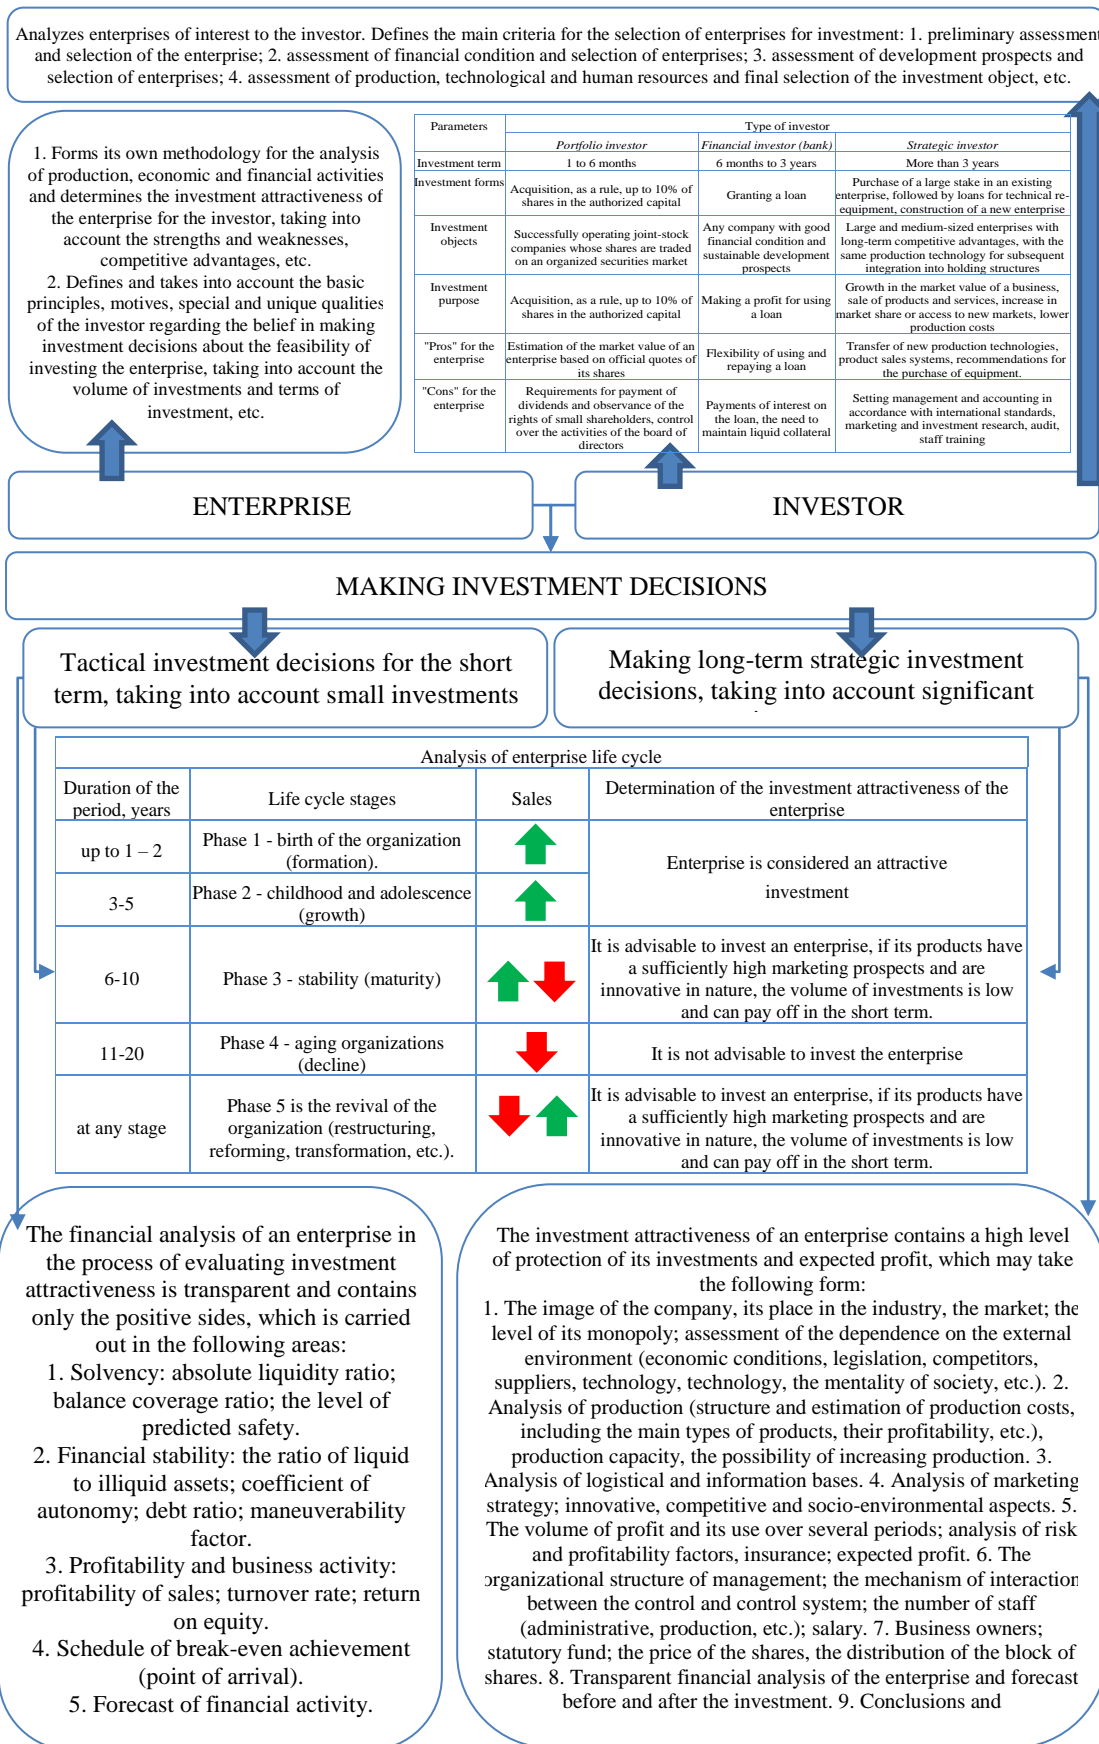 Analyzes enterprises of interest to the investor. Defines the main criteria for the selection of enterprises for investment: 1. preliminary assessment
and selection of the enterprise; 2. assessment of financial condition and selection of enterprises; 3. assessment of development prospects and
selection of enterprises; 4. assessment of production, technological and human resources and final selection of the investment object, etc.
1. Forms its own methodology for the analysis
of production, economic and financial activities
and determines the investment attractiveness of
the enterprise for the investor, taking into
account the strengths and weaknesses,
competitive advantages, etc.
2. Defines and takes into account the basic
principles, motives, special and unique qualities
of the investor regarding the belief in making
investment decisions about the feasibility of
investing the enterprise, taking into account the
volume of investments and terms of
investment, etc.
Parameters
Type of investor
Portfolio investor
Financial investor (bank)
Strategic investor
Investment term
1 to 6 months
6 months to 3 years
More than 3 years
Investment forms
Acquisition, as a rule, up to 10% of
shares in the authorized capital
Granting a loan
Purchase of a large stake in an existing
enterprise, followed by loans for technical re-
equipment, construction of a new enterprise
Investment
objects
Successfully operating joint-stock
companies whose shares are traded
on an organized securities market
Any company with good
financial condition and
sustainable development
prospects
Large and medium-sized enterprises with
long-term competitive advantages, with the
same production technology for subsequent
integration into holding structures
Investment
purpose
Acquisition, as a rule, up to 10% of
shares in the authorized capital
Making a profit for using
a loan
Growth in the market value of a business,
sale of products and services, increase in
market share or access to new markets, lower
production costs
"Pros" for the
enterprise
Estimation of the market value of an
enterprise based on official quotes of
its shares
Flexibility of using and
repaying a loan
Transfer of new production technologies,
product sales systems, recommendations for
the purchase of equipment.
"Cons" for the
enterprise
Requirements for payment of
dividends and observance of the
rights of small shareholders, control
over the activities of the board of
directors
Payments of interest on
the loan, the need to
maintain liquid collateral
Setting management and accounting in
accordance with international standards,
marketing and investment research, audit,
staff training
ENTERPRISE
INVESTOR
MAKING INVESTMENT DECISIONS
Tactical investment decisions for the short
term, taking into account small investments
Making long-term strategic investment
decisions, taking into account significant
Analysis of enterprise life cycle
Duration of the
period, years
Life cycle stages
Sales
Determination of the investment attractiveness of the
enterprise
up to 1 – 2
Phase 1 - birth of the organization
(formation).
Enterprise is considered an attractive
investment
3-5
Phase 2 - childhood and adolescence
(growth)
6-10
Phase 3 - stability (maturity)
It is advisable to invest an enterprise, if its products have
a sufficiently high marketing prospects and are
innovative in nature, the volume of investments is low
and can pay off in the short term.
11-20
Phase 4 - aging organizations
(decline)
It is not advisable to invest the enterprise
at any stage
Phase 5 is the revival of the
organization (restructuring,
reforming, transformation, etc.).
It is advisable to invest an enterprise, if its products have
a sufficiently high marketing prospects and are
innovative in nature, the volume of investments is low
and can pay off in the short term.
The financial analysis of an enterprise in
the process of evaluating investment
attractiveness is transparent and contains
only the positive sides, which is carried
out in the following areas:
1. Solvency: absolute liquidity ratio;
balance coverage ratio; the level of
predicted safety.
2. Financial stability: the ratio of liquid
to illiquid assets; coefficient of
autonomy; debt ratio; maneuverability
factor.
3. Profitability and business activity:
profitability of sales; turnover rate; return
on equity.
4. Schedule of break-even achievement
(point of arrival).
5. Forecast of financial activity.
The investment attractiveness of an enterprise contains a high level
of protection of its investments and expected profit, which may take
the following form:
1. The image of the company, its place in the industry, the market; the
level of its monopoly; assessment of the dependence on the external
environment (economic conditions, legislation, competitors,
suppliers, technology, technology, the mentality of society, etc.). 2.
Analysis of production (structure and estimation of production costs,
including the main types of products, their profitability, etc.),
production capacity, the possibility of increasing production. 3.
Analysis of logistical and information bases. 4. Analysis of marketing
strategy; innovative, competitive and socio-environmental aspects. 5.
The volume of profit and its use over several periods; analysis of risk
and profitability factors, insurance; expected profit. 6. The
organizational structure of management; the mechanism of interaction
between the control and control system; the number of staff
(administrative, production, etc.); salary. 7. Business owners;
statutory fund; the price of the shares, the distribution of the block of
shares. 8. Transparent financial analysis of the enterprise and forecast
before and after the investment. 9. Conclusions and